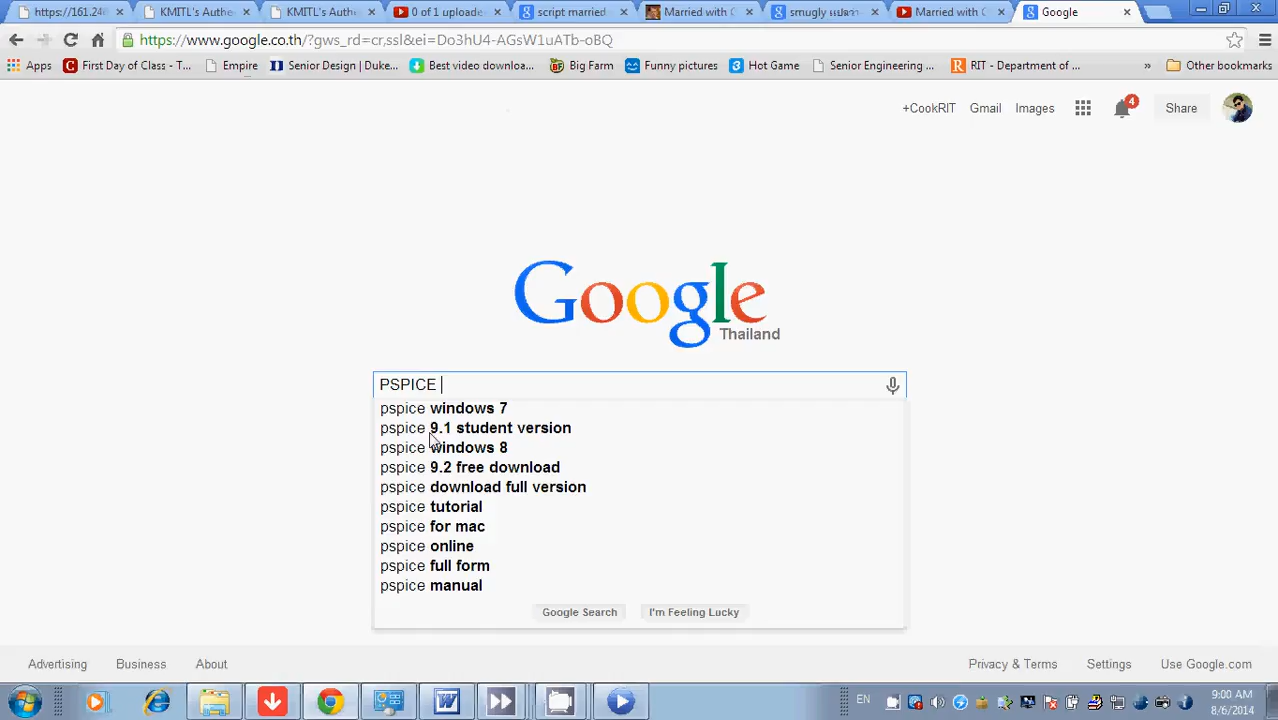 https://161.24
KMITL's Authe
KMITL's Authe
0 of 1 uploade
script married
Married with C
smugly แปลว่า
Married with C
Google
https://www.google.co.th/?gws_rd=cr,ssl&ei=Do3hU4-AGsW1uATb-oBQ
Apps
First Day of Class - T...
Empire
Senior Design | Duke...
Best video downloa...
Big Farm
Funny pictures
Hot Game
Senior Engineering ...
RIT - Department of ...
»
Other bookmarks
+CookRIT Gmail Images 4 Share
Google
Thailand
PSPICE
pspice windows 7
pspice 9.1 student version
pspice windows 8
pspice 9.2 free download
pspice download full version
pspice tutorial
pspice for mac
pspice online
pspice full form
pspice manual
Google Search I'm Feeling Lucky
Advertising Business About Privacy & Terms Settings Use Google.com
EN
9:00 AM
8/6/2014